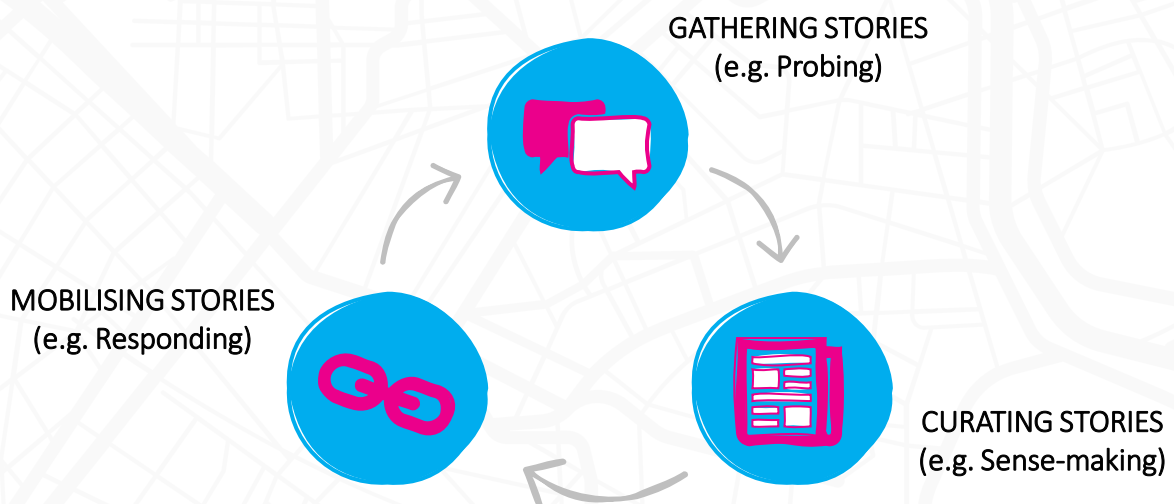 GATHERING STORIES
(e.g. Probing)
MOBILISING STORIES
(e.g. Responding)
CURATING STORIES
(e.g. Sense-making)